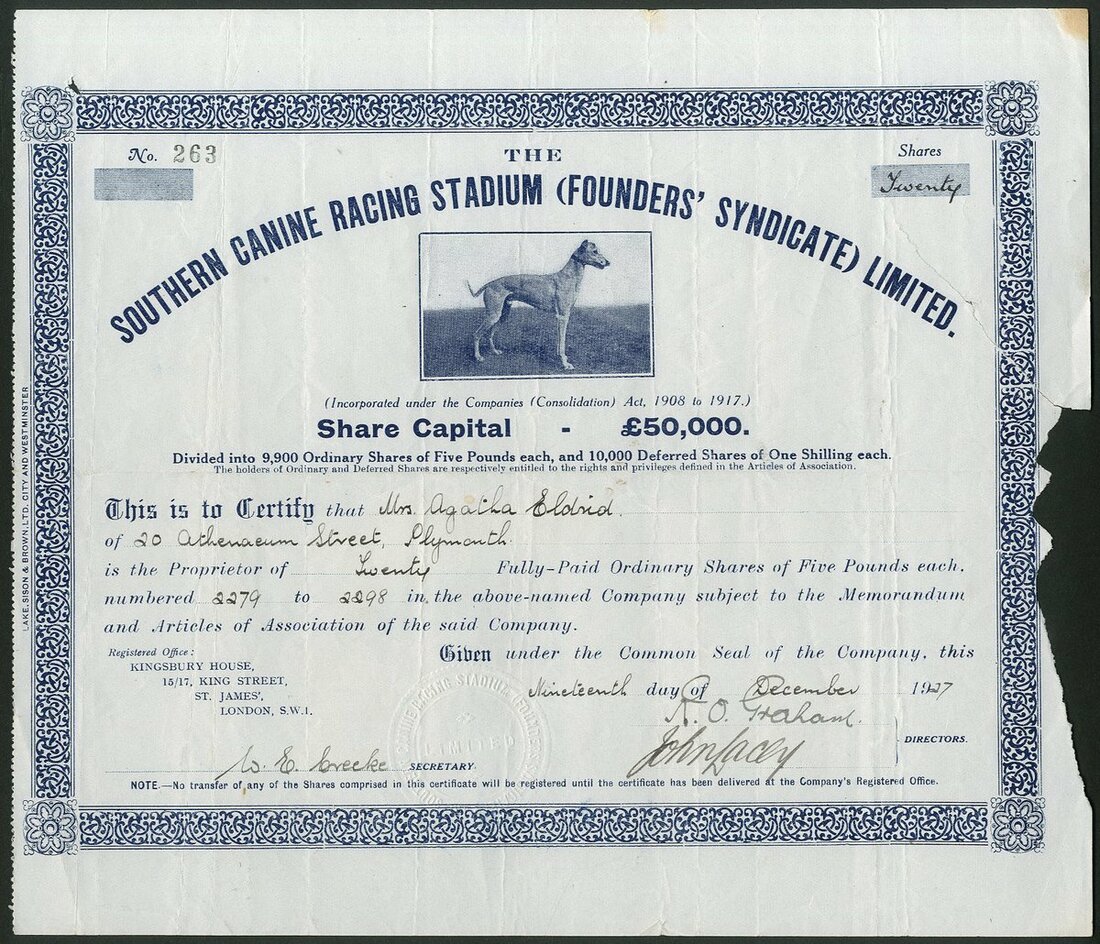 No. 263
THE
Shares
Twenty
SOUTHERN CANINE RACING STADIUM (FOUNDERS' SYNDICATE) LIMITED.
(Incorporated under the Companies (Consolidation) Act, 1908 to 1917.)
Share Capital - £50,000.
Divided into 9,900 Ordinary Shares of Five Pounds each, and 10,000 Deferred Shares of One Shilling each.
The holders of Ordinary and Deferred Shares are respectively entitled to the rights and privileges defined in the Articles of Association.
This is to Certify that Mrs. Agatha Eldrid.
of 20 Athenaeum Street, Plymouth.
is the Proprietor of Twenty Fully-Paid Ordinary Shares of Five Pounds each,
numbered 2279 to 2298 in the above-named Company subject to the Memorandum
and Articles of Association of the said Company.
Given under the Common Seal of the Company, this
Nineteenth day of December 1927
Registered Office:
KINGSBURY HOUSE,
15/17, KING STREET,
ST. JAMES',
LONDON, S.W.1.
R. O. Graham.
John Lacey
DIRECTORS.
W. E. Creeke SECRETARY.
NOTE.—No transfer of any of the Shares comprised in this certificate will be registered until the certificate has been delivered at the Company's Registered Office.
LAKE, SISON & BROWN, LTD. CITY AND WESTMINSTER
CANINE RACING STADIUM (FOUNDERS'
LIMITED